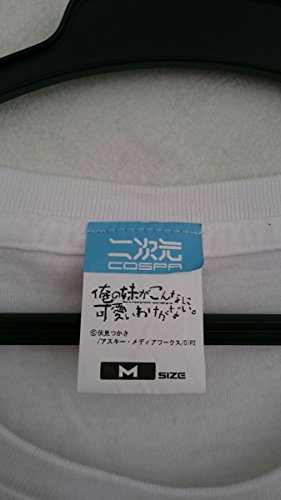 二次元
COSPA
俺の妹がこんなに
可愛いわけがない。
©伏見つかさ
/アスキー・メディアワークス/OIP2
M SIZE